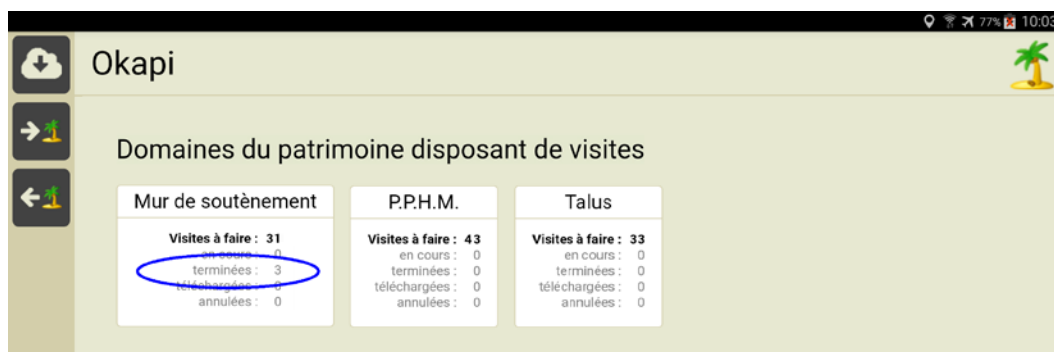 77% 10:03
Okapi
Domaines du patrimoine disposant de visites
Mur de soutènement
Visites à faire : 31
en cours : 0
terminées : 3
téléchargées : 0
annulées : 0
P.P.H.M.
Visites à faire : 43
en cours : 0
terminées : 0
téléchargées : 0
annulées : 0
Talus
Visites à faire : 33
en cours : 0
terminées : 0
téléchargées : 0
annulées : 0